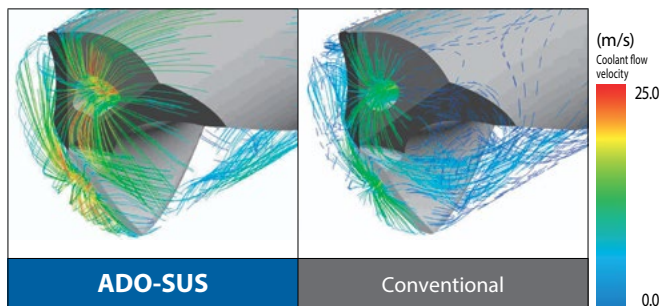 (m/s)
Coolant flow
velocity
25.0
0.0
ADO-SUS
Conventional